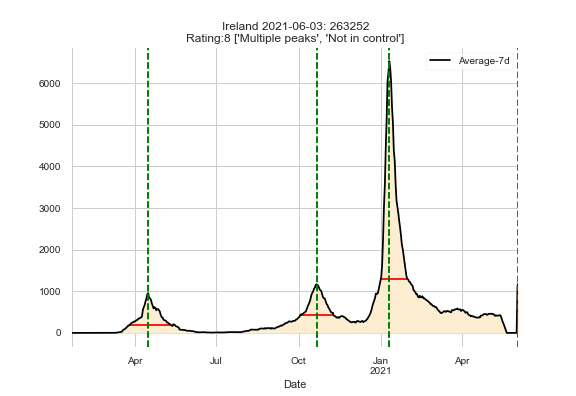 Ireland 2021-06-03: 263252
Rating:8 ['Multiple peaks', 'Not in control']
Average-7d
6000
5000
4000
3000
2000
1000
0
Apr Jul Oct Jan Apr
2021
Date